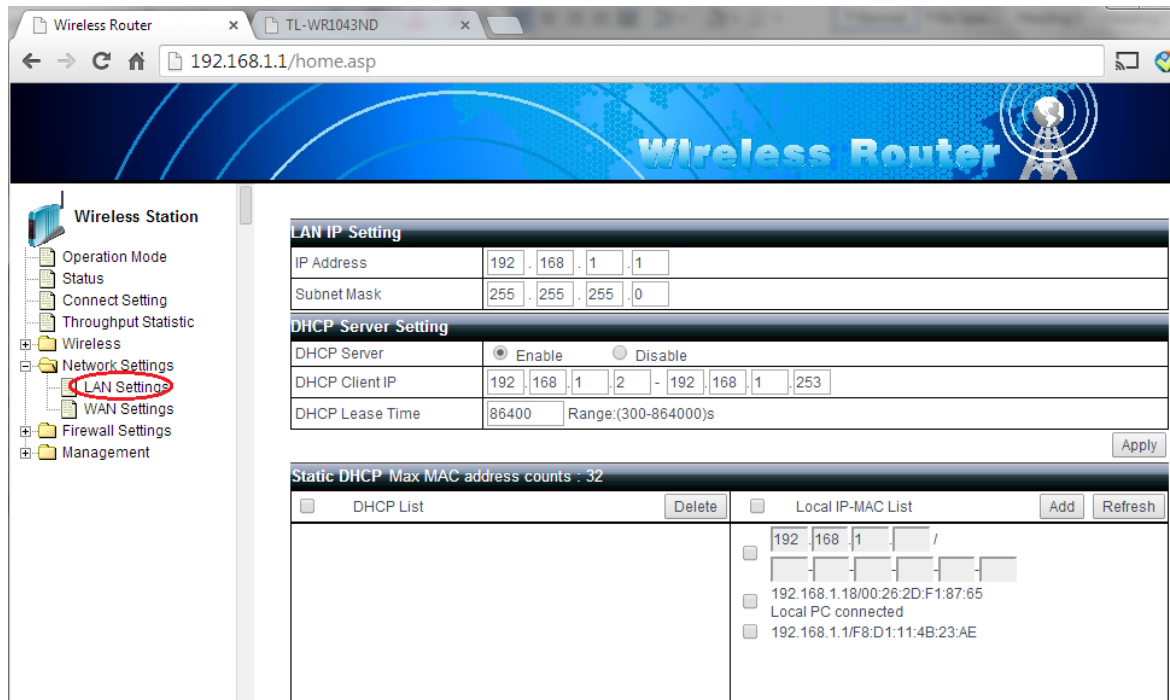 Wireless Router
TL-WR1043ND
192.168.1.1/home.asp
Wireless Router
Wireless Station
Operation Mode
Status
Connect Setting
Throughput Statistic
Wireless
Network Settings
LAN Settings
WAN Settings
Firewall Settings
Management
LAN IP Setting
IP Address 192 . 168 . 1 . 1
Subnet Mask 255 . 255 . 255 . 0
DHCP Server Setting
DHCP Server Enable Disable
DHCP Client IP 192 . 168 . 1 . 2 - 192 . 168 . 1 . 253
DHCP Lease Time 86400 Range:(300-864000)s
Apply
Static DHCP Max MAC address counts : 32
DHCP List Delete Local IP-MAC List Add Refresh
192 . 168 . 1 . /
- - - - -
192.168.1.18/00:26:2D:F1:87:65
Local PC connected
192.168.1.1/F8:D1:11:4B:23:AE